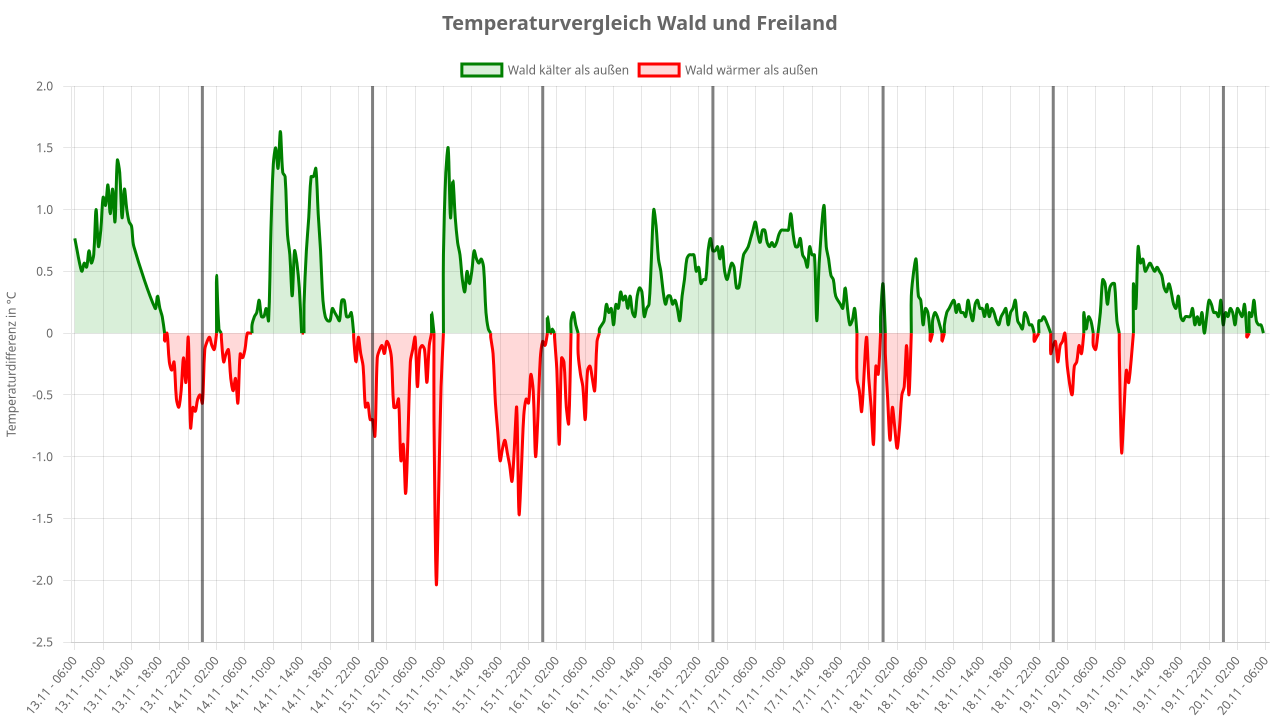 Temperaturvergleich Wald und Freiland
Wald kälter als außen
Wald wärmer als außen
Temperaturdifferenz in °C
2.0
1.5
1.0
0.5
0
-0.5
-1.0
-1.5
-2.0
-2.5
13.11 - 06:00
13.11 - 10:00
13.11 - 14:00
13.11 - 18:00
13.11 - 22:00
14.11 - 02:00
14.11 - 06:00
14.11 - 10:00
14.11 - 14:00
14.11 - 18:00
14.11 - 22:00
15.11 - 02:00
15.11 - 06:00
15.11 - 10:00
15.11 - 14:00
15.11 - 18:00
15.11 - 22:00
16.11 - 02:00
16.11 - 06:00
16.11 - 10:00
16.11 - 14:00
16.11 - 18:00
16.11 - 22:00
17.11 - 02:00
17.11 - 06:00
17.11 - 10:00
17.11 - 14:00
17.11 - 18:00
17.11 - 22:00
18.11 - 02:00
18.11 - 06:00
18.11 - 10:00
18.11 - 14:00
18.11 - 18:00
18.11 - 22:00
19.11 - 02:00
19.11 - 06:00
19.11 - 10:00
19.11 - 14:00
19.11 - 18:00
19.11 - 22:00
20.11 - 02:00
20.11 - 06:00